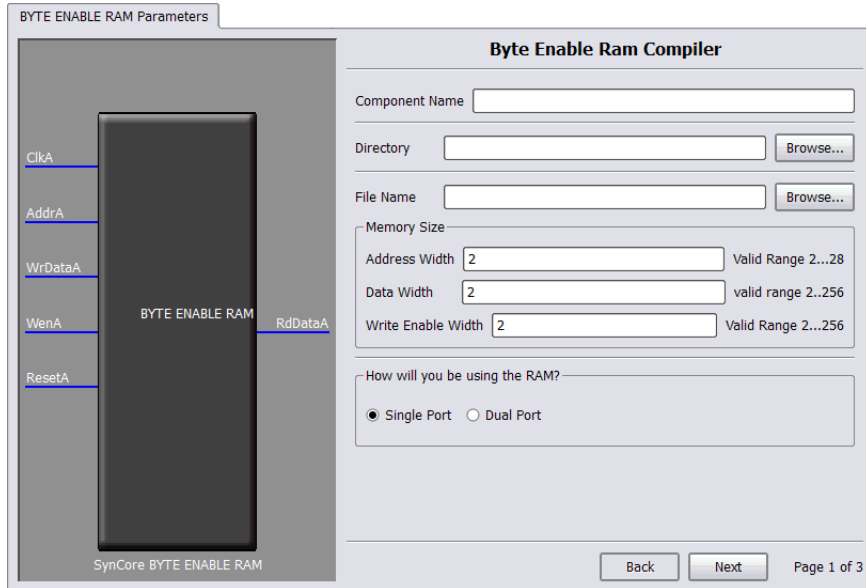 BYTE ENABLE RAM Parameters
Byte Enable Ram Compiler
Component Name
Directory Browse...
File Name Browse...
Memory Size
Address Width 2 Valid Range 2...28
Data Width 2 valid range 2..256
Write Enable Width 2 Valid Range 2...256
How will you be using the RAM?
Single Port Dual Port
ClkA
AddrA
WrDataA
WenA
ResetA
BYTE ENABLE RAM
RdDataA
SynCore BYTE ENABLE RAM
Back Next Page 1 of 3